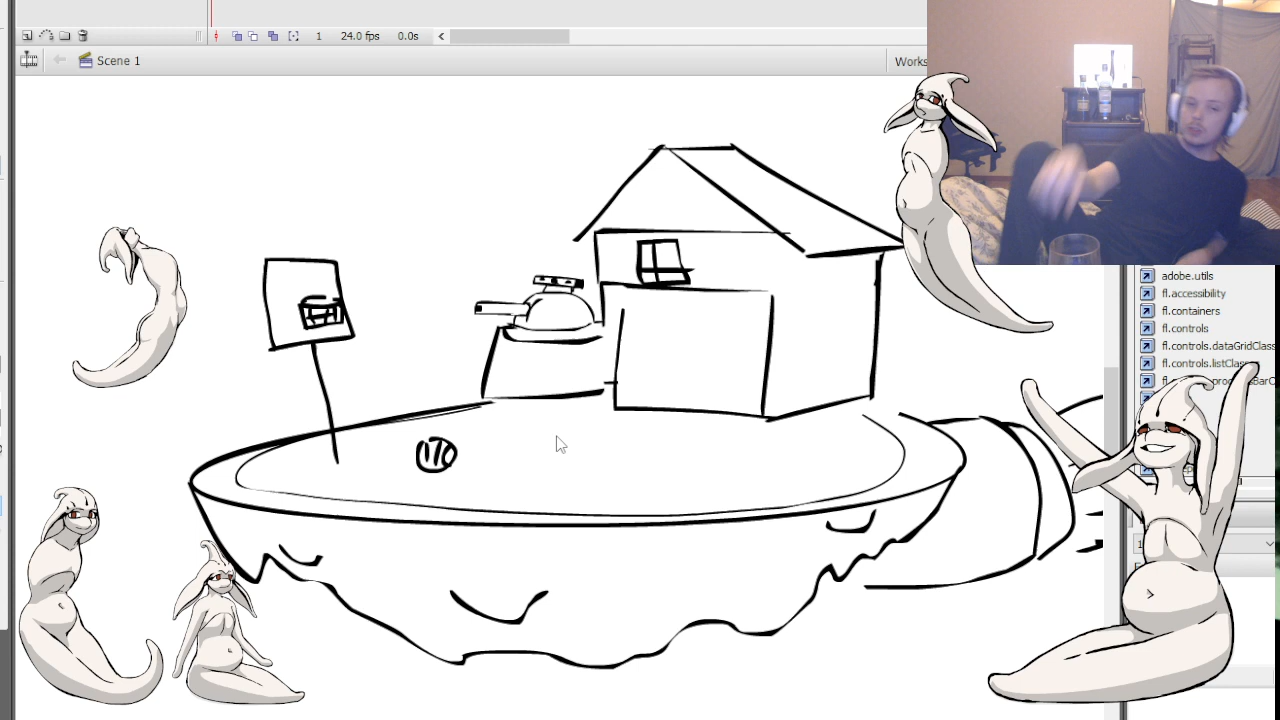 1 24.0 fps 0.0s
Scene 1
Works
adobe.utils
fl.accessibility
fl.containers
fl.controls
fl.controls.dataGridClass
fl.controls.listClasses